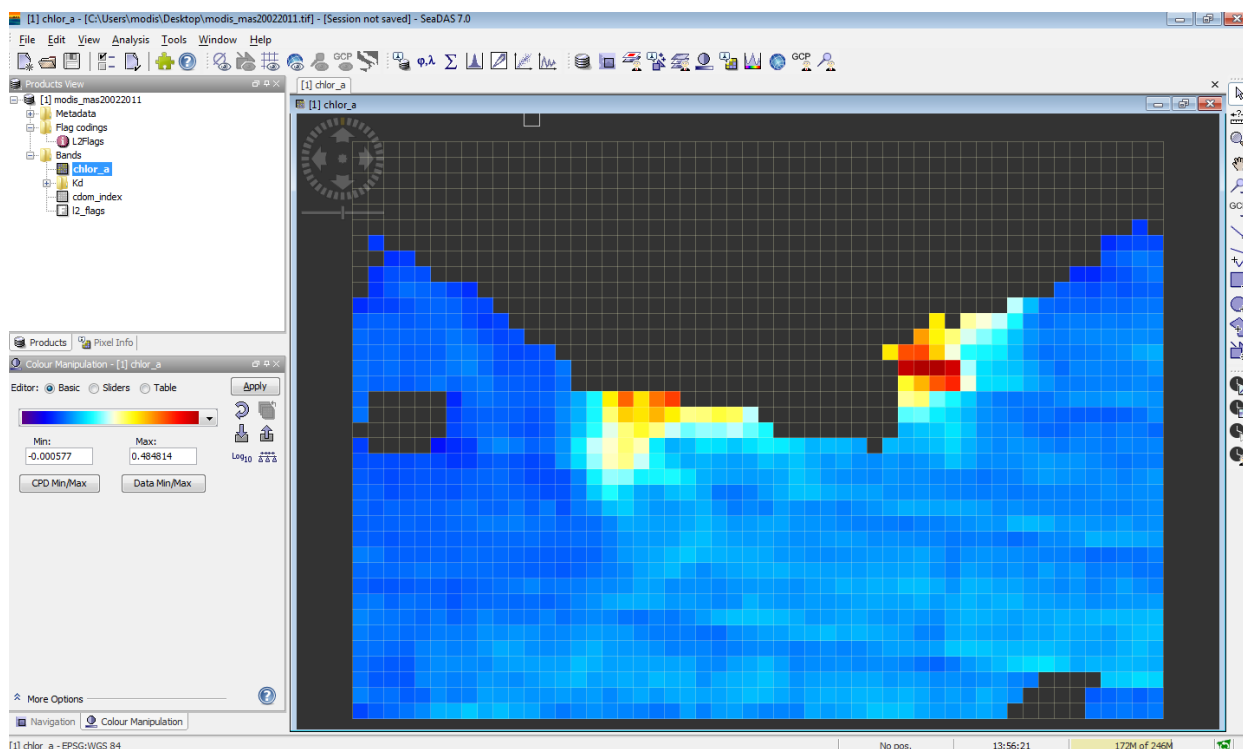 [1] chlor_a - [C:\Users\modis\Desktop\modis_mas20022011.tif] - [Session not saved] - SeaDAS 7.0
File Edit View Analysis Tools Window Help
GCP φ,λ Σ GCP
Products View
[1] modis_mas20022011
Metadata
Flag codings
L2Flags
Bands
chlor_a
Kd
cdom_index
l2_flags
Products Pixel Info
Colour Manipulation - [1] chlor_a
Editor: Basic Sliders Table Apply
Min: Max:
-0.000577 0.484814
Log10
CPD Min/Max Data Min/Max
More Options
Navigation Colour Manipulation
[1] chlor_a
[1] chlor_a
GCP
[1] chlor_a - EPSG:WGS 84 No pos. 13:56:21 172M of 246M